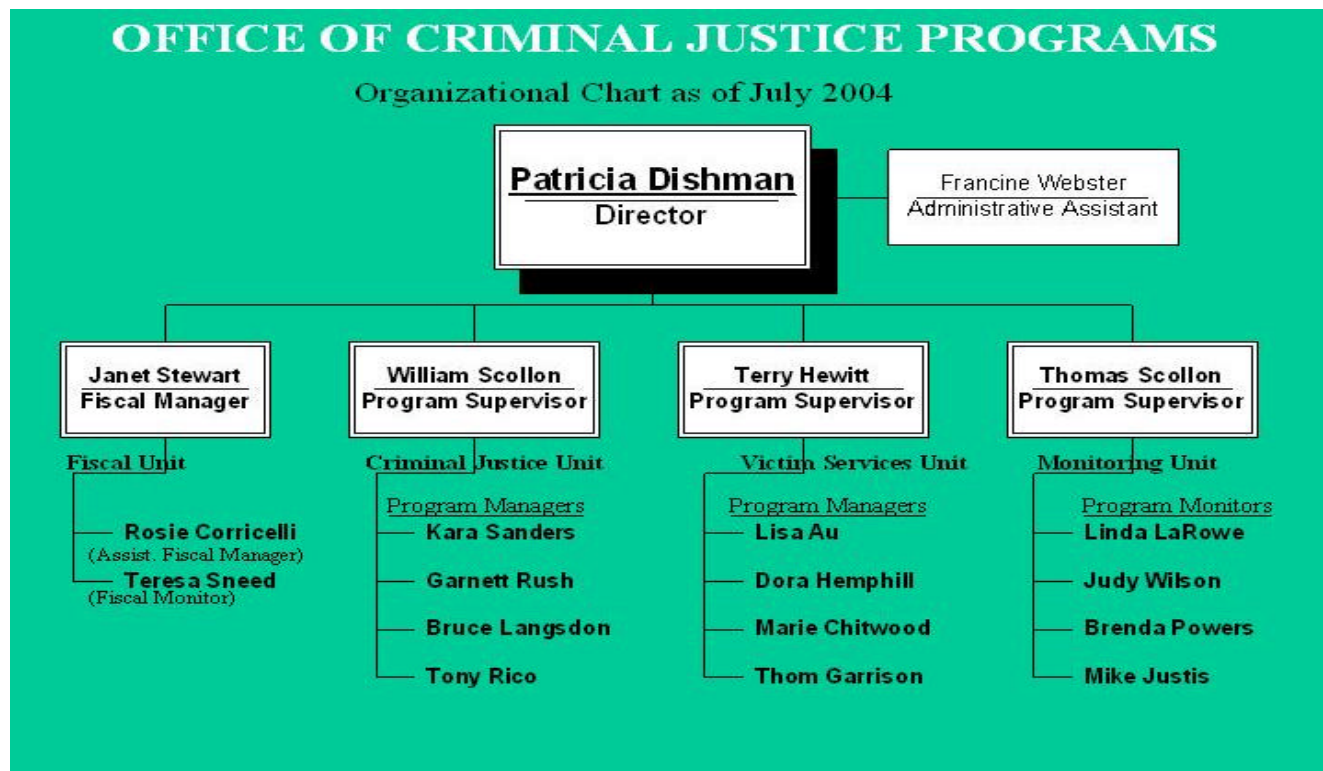 OFFICE OF CRIMINAL JUSTICE PROGRAMS
Organizational Chart as of July 2004
Patricia Dishman
Director
Francine Webster
Administrative Assistant
Janet Stewart
Fiscal Manager
William Scollon
Program Supervisor
Terry Hewitt
Program Supervisor
Thomas Scollon
Program Supervisor
Fiscal Unit
Rosie Corricelli
(Assist. Fiscal Manager)
Teresa Sneed
(Fiscal Monitor)
Criminal Justice Unit
Program Managers
Kara Sanders
Garnett Rush
Bruce Langsdon
Tony Rico
Victim Services Unit
Program Managers
Lisa Au
Dora Hemphill
Marie Chitwood
Thom Garrison
Monitoring Unit
Program Monitors
Linda LaRowe
Judy Wilson
Brenda Powers
Mike Justis